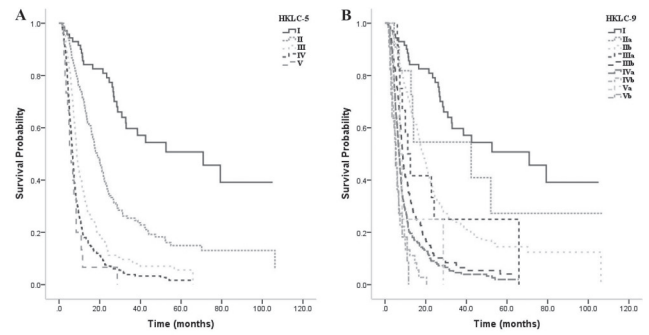 A
HKLC-5
I
II
III
IV
V
Survival Probability
1.0
0.8
0.6
0.4
0.2
0.0
.0
20.0
40.0
60.0
80.0
100.0
120.0
Time (months)
B
HKLC-9
I
IIa
IIb
IIIa
IIIb
IVa
IVb
Va
Vb
Survival Probability
1.0
0.8
0.6
0.4
0.2
0.0
.0
20.0
40.0
60.0
80.0
100.0
120.0
Time (months)